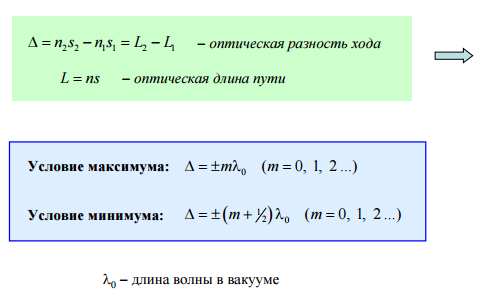 Δ = n₂s₂ − n₁s₁ = L₂ − L₁ – оптическая разность хода
L = ns – оптическая длина пути
Условие максимума: Δ = ±mλ₀ (m = 0, 1, 2 ...)
Условие минимума: Δ = ±(m + ½)λ₀ (m = 0, 1, 2 ...)
λ₀ – длина волны в вакууме